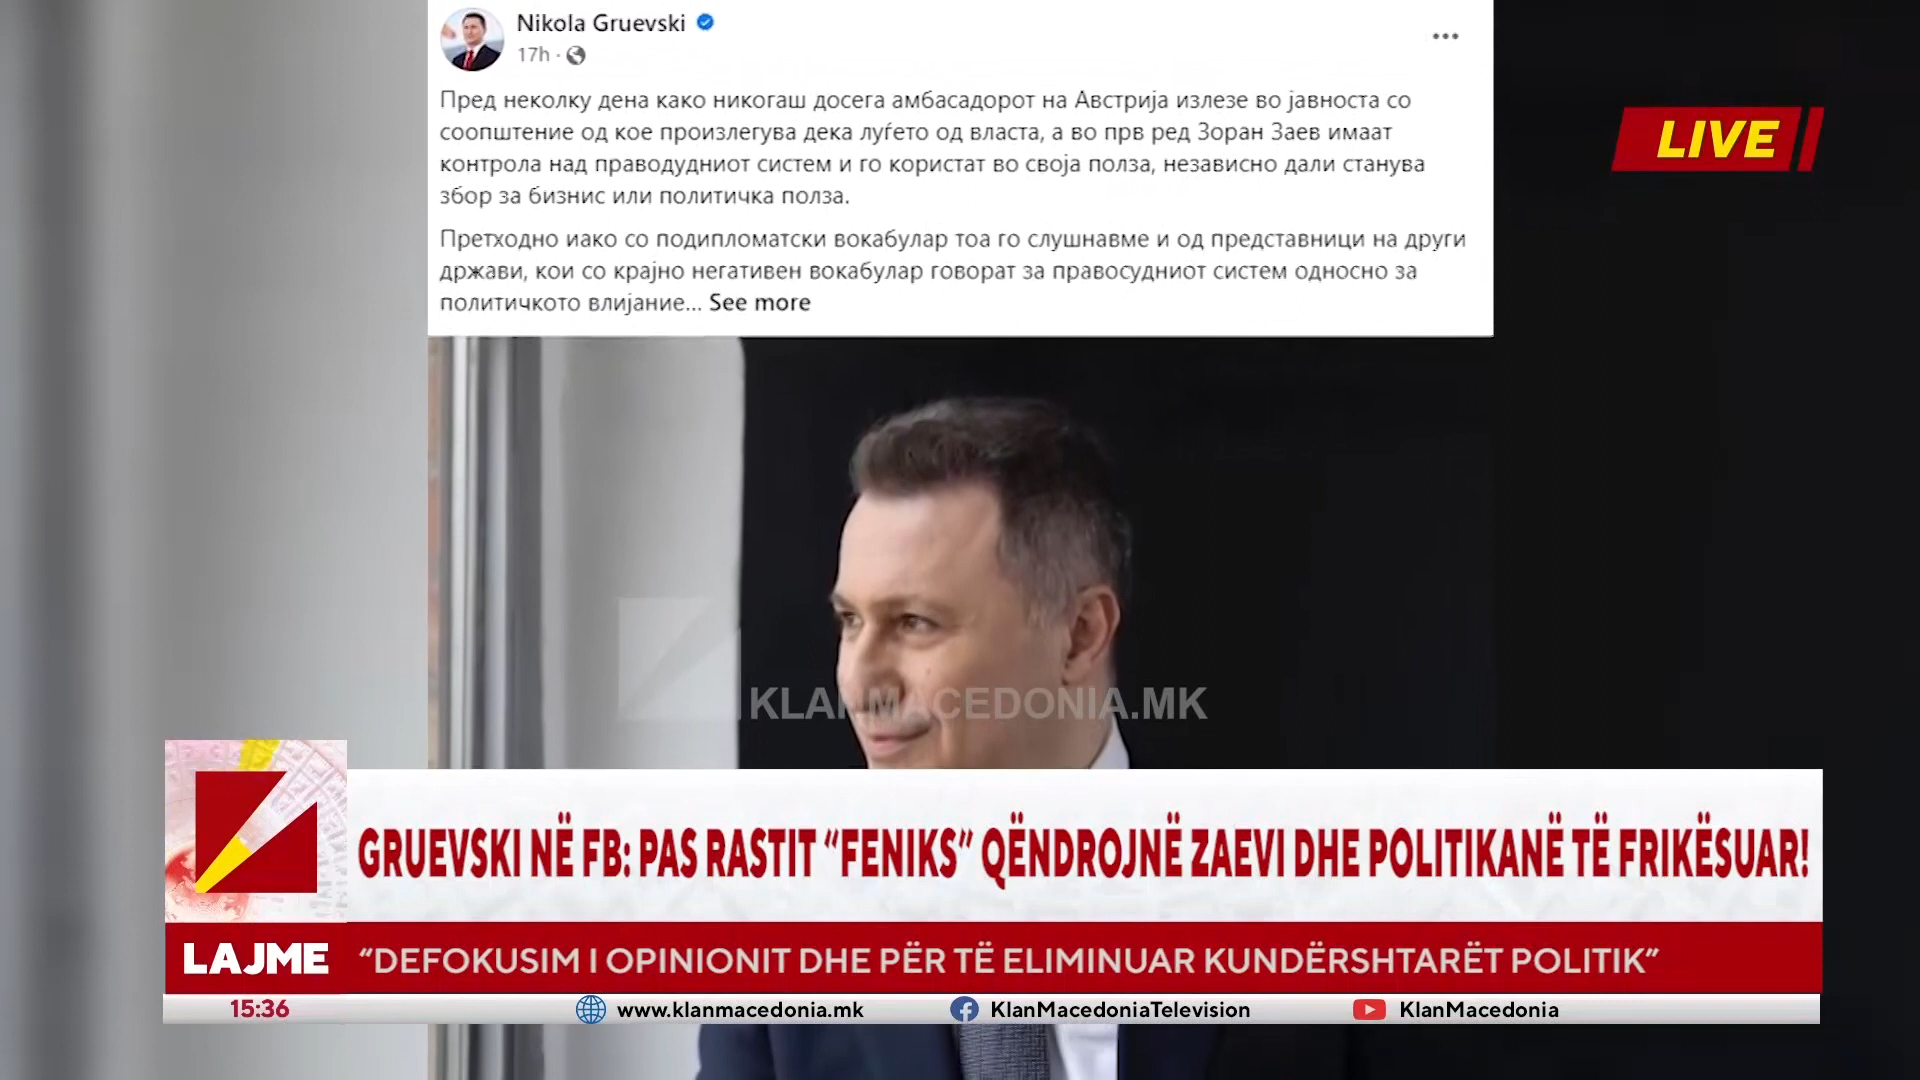 Nikola Gruevski
17h ·
Пред неколку дена како никогаш досега амбасадорот на Австрија излезе во јавноста со
соопштение од кое произлегува дека луѓето од власта, а во прв ред Зоран Заев имаат
контрола над праводудниот систем и го користат во своја полза, независно дали станува
збор за бизнис или политичка полза.
Претходно иако со подипломатски вокабулар тоа го слушнавме и од представници на други
држави, кои со крајно негативен вокабулар говорат за правосудниот систем односно за
политичкото влијание... See more
LIVE
KLANMACEDONIA.MK
GRUEVSKI NË FB: PAS RASTIT “FENIKS” QËNDROJNË ZAEVI DHE POLITIKANË TË FRIKËSUAR!
LAJME
“DEFOKUSIM I OPINIONIT DHE PËR TË ELIMINUAR KUNDËRSHTARËT POLITIK”
15:36
www.klanmacedonia.mk
KlanMacedoniaTelevision
KlanMacedonia